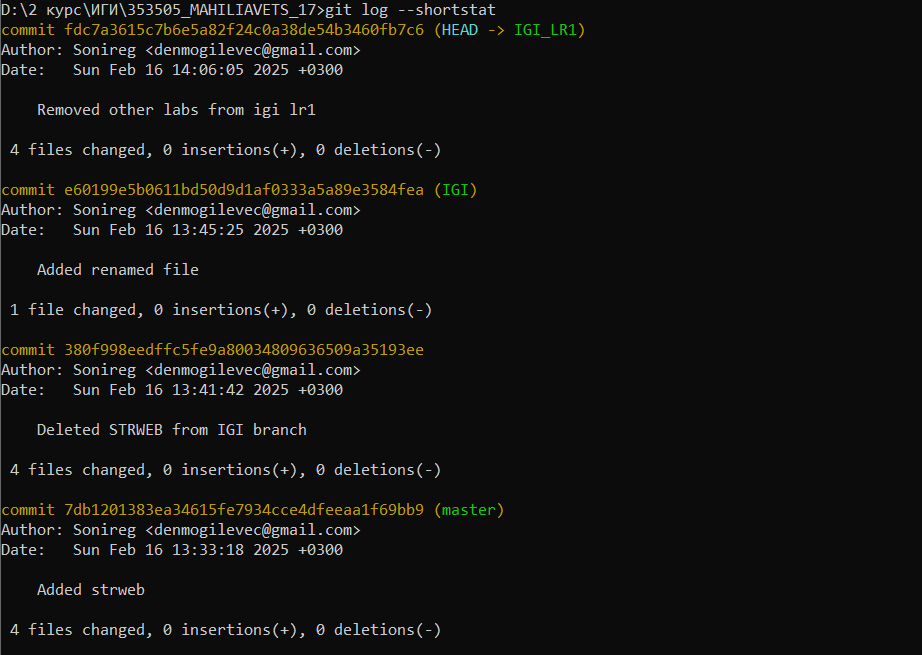 D:\2 курс\ИГИ\353505_MAHILIAVETS_17>git log --shortstat
commit fdc7a3615c7b6e5a82f24c0a38de54b3460fb7c6 (HEAD -> IGI_LR1)
Author: Sonireg <denmogilevec@gmail.com>
Date:   Sun Feb 16 14:06:05 2025 +0300
    Removed other labs from igi lr1
 4 files changed, 0 insertions(+), 0 deletions(-)
commit e60199e5b0611bd50d9d1af0333a5a89e3584fea (IGI)
Author: Sonireg <denmogilevec@gmail.com>
Date:   Sun Feb 16 13:45:25 2025 +0300
    Added renamed file
 1 file changed, 0 insertions(+), 0 deletions(-)
commit 380f998eedffc5fe9a80034809636509a35193ee
Author: Sonireg <denmogilevec@gmail.com>
Date:   Sun Feb 16 13:41:42 2025 +0300
    Deleted STRWEB from IGI branch
 4 files changed, 0 insertions(+), 0 deletions(-)
commit 7db1201383ea34615fe7934cce4dfeeaa1f69bb9 (master)
Author: Sonireg <denmogilevec@gmail.com>
Date:   Sun Feb 16 13:33:18 2025 +0300
    Added strweb
 4 files changed, 0 insertions(+), 0 deletions(-)